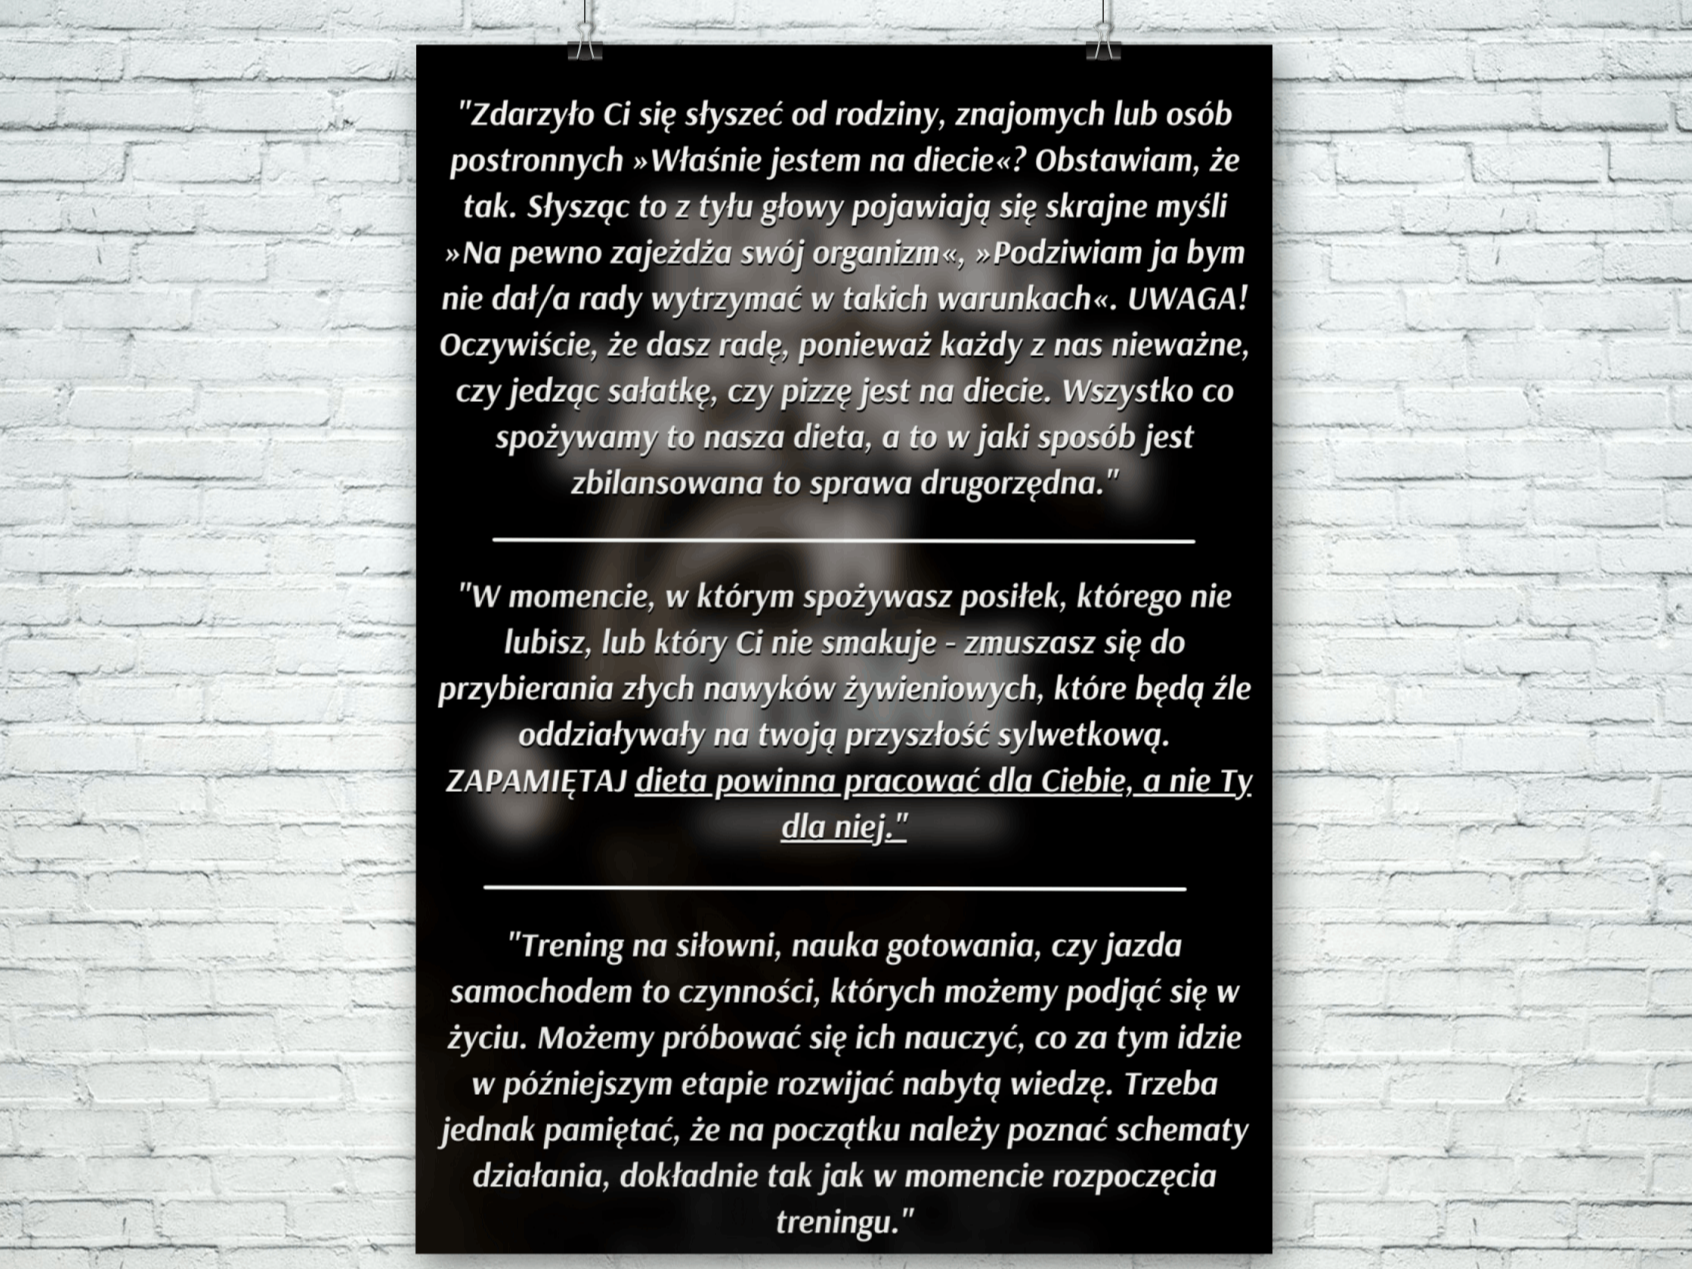 "Zdarzyło Ci się słyszeć od rodziny, znajomych lub osób
postronnych »Właśnie jestem na diecie«? Obstawiam, że
tak. Słysząc to z tyłu głowy pojawiają się skrajne myśli
»Na pewno zajeżdża swój organizm«, »Podziwiam ja bym
nie dał/a rady wytrzymać w takich warunkach«. UWAGA!
Oczywiście, że dasz radę, ponieważ każdy z nas nieważne,
czy jedząc sałatkę, czy pizzę jest na diecie. Wszystko co
spożywamy to nasza dieta, a to w jaki sposób jest
zbilansowana to sprawa drugorzędna."
"W momencie, w którym spożywasz posiłek, którego nie
lubisz, lub który Ci nie smakuje - zmuszasz się do
przybierania złych nawyków żywieniowych, które będą źle
oddziaływały na twoją przyszłość sylwetkową.
ZAPAMIĘTAJ dieta powinna pracować dla Ciebie, a nie Ty
dla niej."
"Trening na siłowni, nauka gotowania, czy jazda
samochodem to czynności, których możemy podjąć się w
życiu. Możemy próbować się ich nauczyć, co za tym idzie
w późniejszym etapie rozwijać nabytą wiedzę. Trzeba
jednak pamiętać, że na początku należy poznać schematy
działania, dokładnie tak jak w momencie rozpoczęcia
treningu."